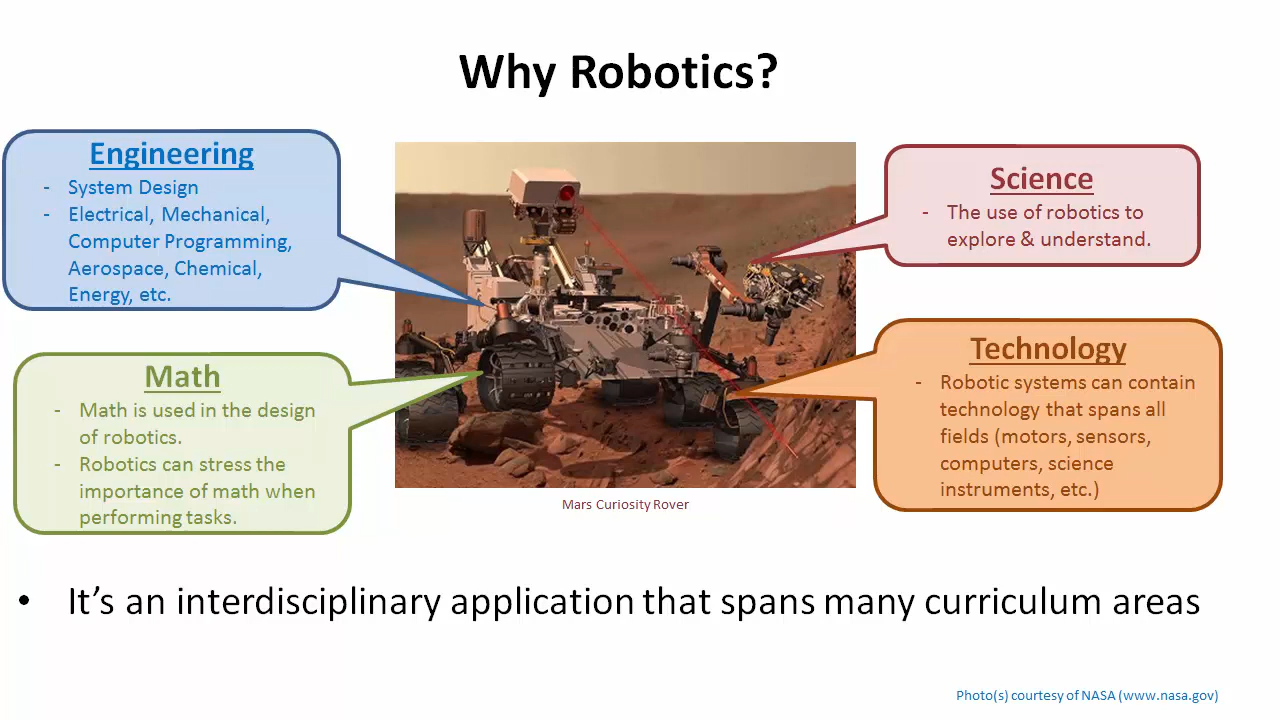 Why Robotics?
Engineering
- System Design
- Electrical, Mechanical,
Computer Programming,
Aerospace, Chemical,
Energy, etc.
Science
- The use of robotics to
explore & understand.
Math
- Math is used in the design
of robotics.
- Robotics can stress the
importance of math when
performing tasks.
Technology
- Robotic systems can contain
technology that spans all
fields (motors, sensors,
computers, science
instruments, etc.)
Mars Curiosity Rover
• It’s an interdisciplinary application that spans many curriculum areas
Photo(s) courtesy of NASA (www.nasa.gov)